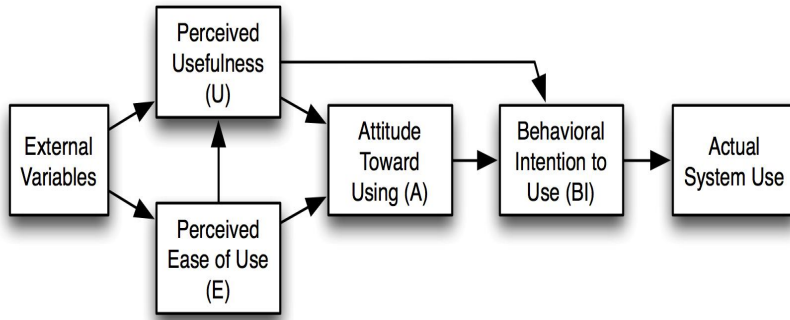 Perceived
Usefulness
(U)
External
Variables
Perceived
Ease of Use
(E)
Attitude
Toward
Using (A)
Behavioral
Intention to
Use (BI)
Actual
System Use